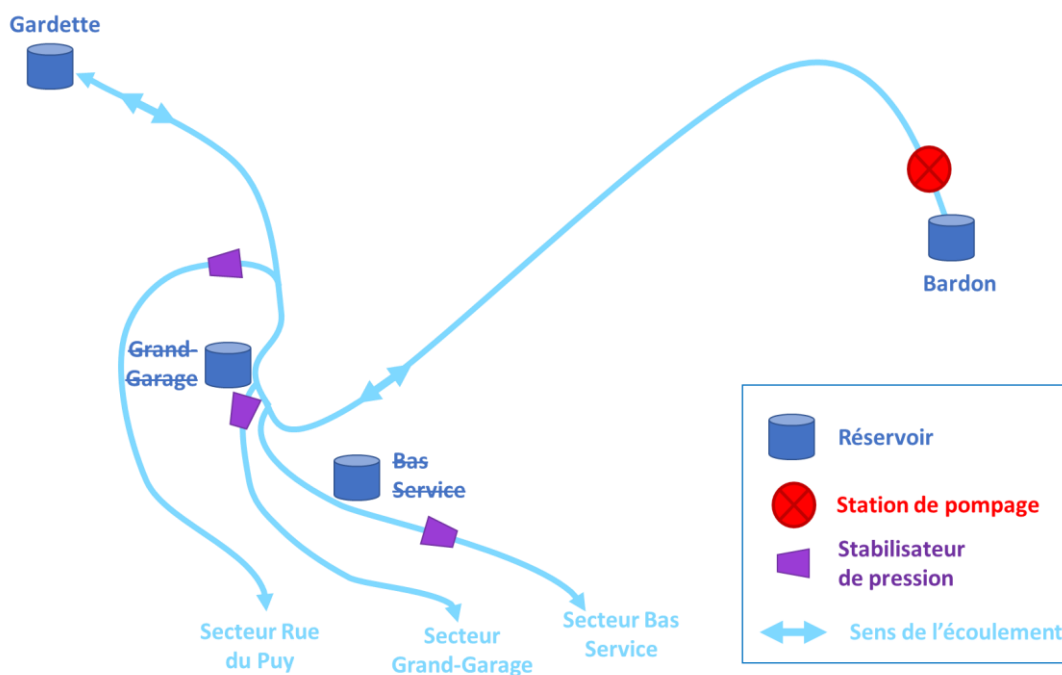 Gardette
Bardon
Grand-
Garage
Bas
Service
Secteur Rue
du Puy
Secteur
Grand-Garage
Secteur Bas
Service
Réservoir
Station de pompage
Stabilisateur
de pression
Sens de l'écoulement